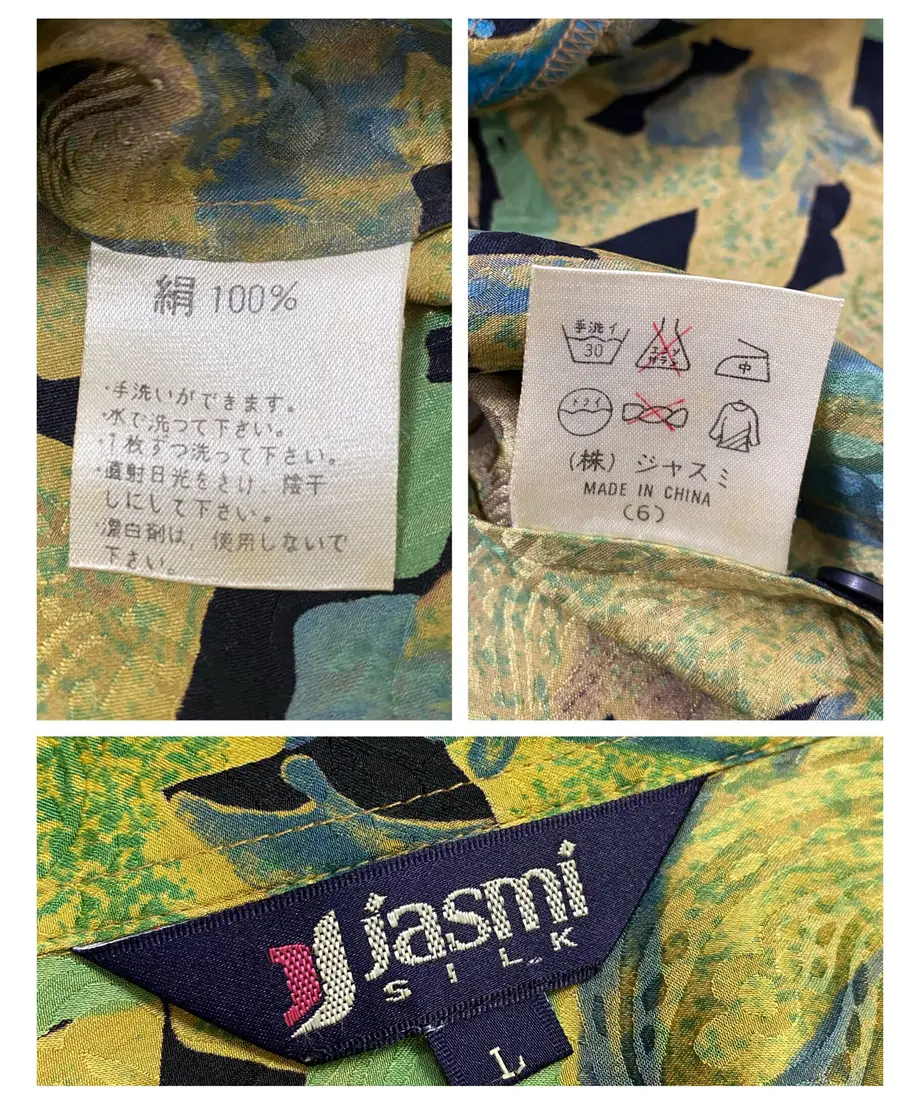 絹 100%
・手洗いができます。
・水で洗つて下さい。
・1枚ずつ洗って下さい。
・直射日光をさけ、陰干
しにして下さい。
・漂白剤は、使用しないで
下さい。
手洗イ
30
エンソ
サラシ
中
ドライ
(株) ジャスミ
MADE IN CHINA
(6)
jasmi
SILK
L